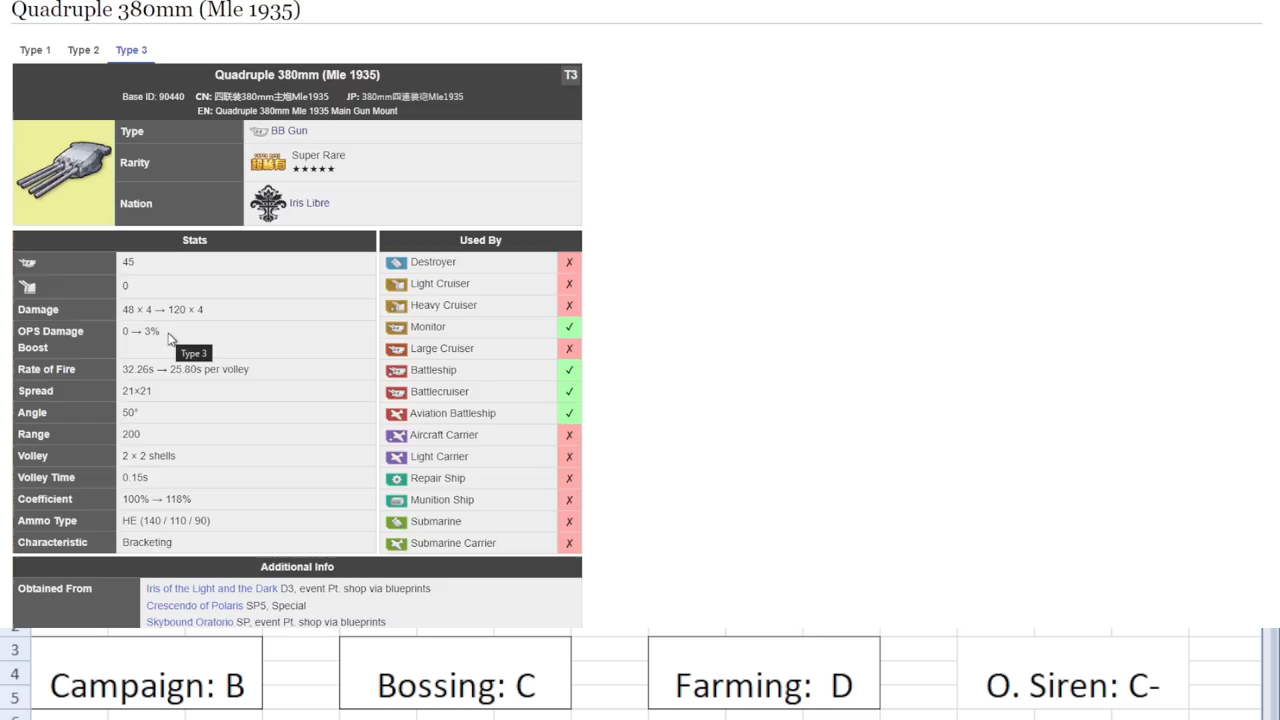 Quadruple 380mm (Mle 1935)
Type 1 Type 2 Type 3
Quadruple 380mm (Mle 1935) T3
Base ID: 90440 CN: 四联装380mm主炮Mle1935 JP: 380mm四連装砲Mle1935
EN: Quadruple 380mm Mle 1935 Main Gun Mount
Type BB Gun
Rarity 超稀有 Super Rare
★★★★★
Nation Iris Libre
Stats
45
0
Damage 48 × 4 → 120 × 4
OPS Damage Boost 0 → 3%
Type 3
Rate of Fire 32.26s → 25.80s per volley
Spread 21×21
Angle 50°
Range 200
Volley 2 × 2 shells
Volley Time 0.15s
Coefficient 100% → 118%
Ammo Type HE (140 / 110 / 90)
Characteristic Bracketing
Used By
Destroyer ✗
Light Cruiser ✗
Heavy Cruiser ✗
Monitor ✓
Large Cruiser ✗
Battleship ✓
Battlecruiser ✓
Aviation Battleship ✓
Aircraft Carrier ✗
Light Carrier ✗
Repair Ship ✗
Munition Ship ✗
Submarine ✗
Submarine Carrier ✗
Additional Info
Obtained From Iris of the Light and the Dark D3, event Pt. shop via blueprints
Crescendo of Polaris SP5, Special
Skybound Oratorio SP, event Pt. shop via blueprints
3
4
5
Campaign: B Bossing: C Farming: D O. Siren: C-